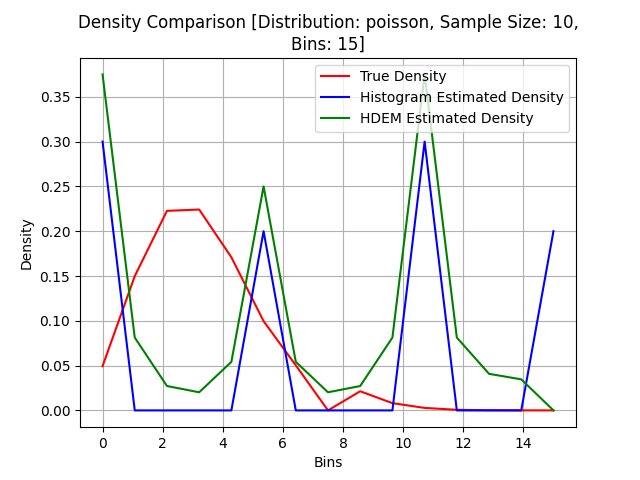 Density Comparison [Distribution: poisson, Sample Size: 10,
Bins: 15]
True Density
Histogram Estimated Density
HDEM Estimated Density
Density
0.35
0.30
0.25
0.20
0.15
0.10
0.05
0.00
0 2 4 6 8 10 12 14
Bins